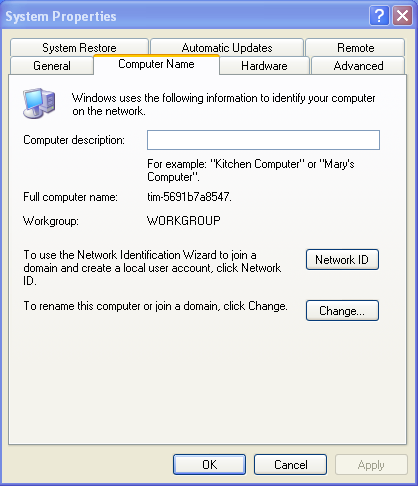 System Properties
System Restore Automatic Updates Remote
General Computer Name Hardware Advanced
Windows uses the following information to identify your computer
on the network.
Computer description:
For example: "Kitchen Computer" or "Mary's
Computer".
Full computer name: tim-5691b7a8547.
Workgroup: WORKGROUP
To use the Network Identification Wizard to join a
domain and create a local user account, click Network
ID.
Network ID
To rename this computer or join a domain, click Change.
Change...
OK Cancel Apply